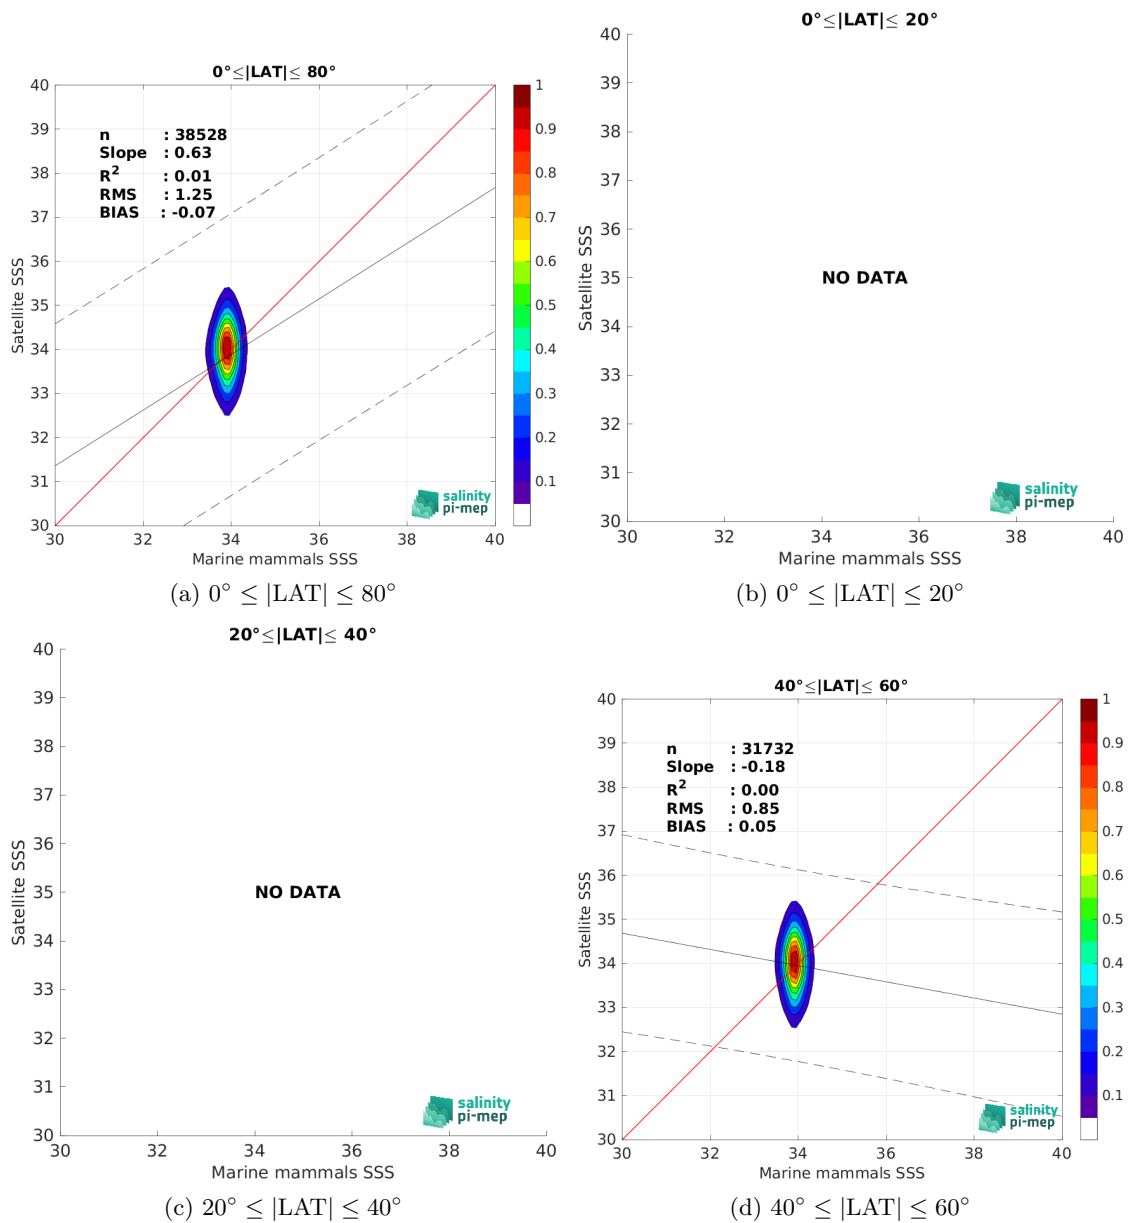 0°≤|LAT|≤ 80°
40
39
38
37
36
35
34
33
32
31
30
30
32
34
36
38
40
Satellite SSS
Marine mammals SSS
n : 38528
Slope : 0.63
R² : 0.01
RMS : 1.25
BIAS : -0.07
1
0.9
0.8
0.7
0.6
0.5
0.4
0.3
0.2
0.1
salinity
pi-mep
(a) 0° ≤ |LAT| ≤ 80°
0°≤|LAT|≤ 20°
40
39
38
37
36
35
34
33
32
31
30
30
32
34
36
38
40
Satellite SSS
Marine mammals SSS
NO DATA
salinity
pi-mep
(b) 0° ≤ |LAT| ≤ 20°
20°≤|LAT|≤ 40°
40
39
38
37
36
35
34
33
32
31
30
30
32
34
36
38
40
Satellite SSS
Marine mammals SSS
NO DATA
salinity
pi-mep
(c) 20° ≤ |LAT| ≤ 40°
40°≤|LAT|≤ 60°
40
39
38
37
36
35
34
33
32
31
30
30
32
34
36
38
40
Satellite SSS
Marine mammals SSS
n : 31732
Slope : -0.18
R² : 0.00
RMS : 0.85
BIAS : 0.05
1
0.9
0.8
0.7
0.6
0.5
0.4
0.3
0.2
0.1
salinity
pi-mep
(d) 40° ≤ |LAT| ≤ 60°